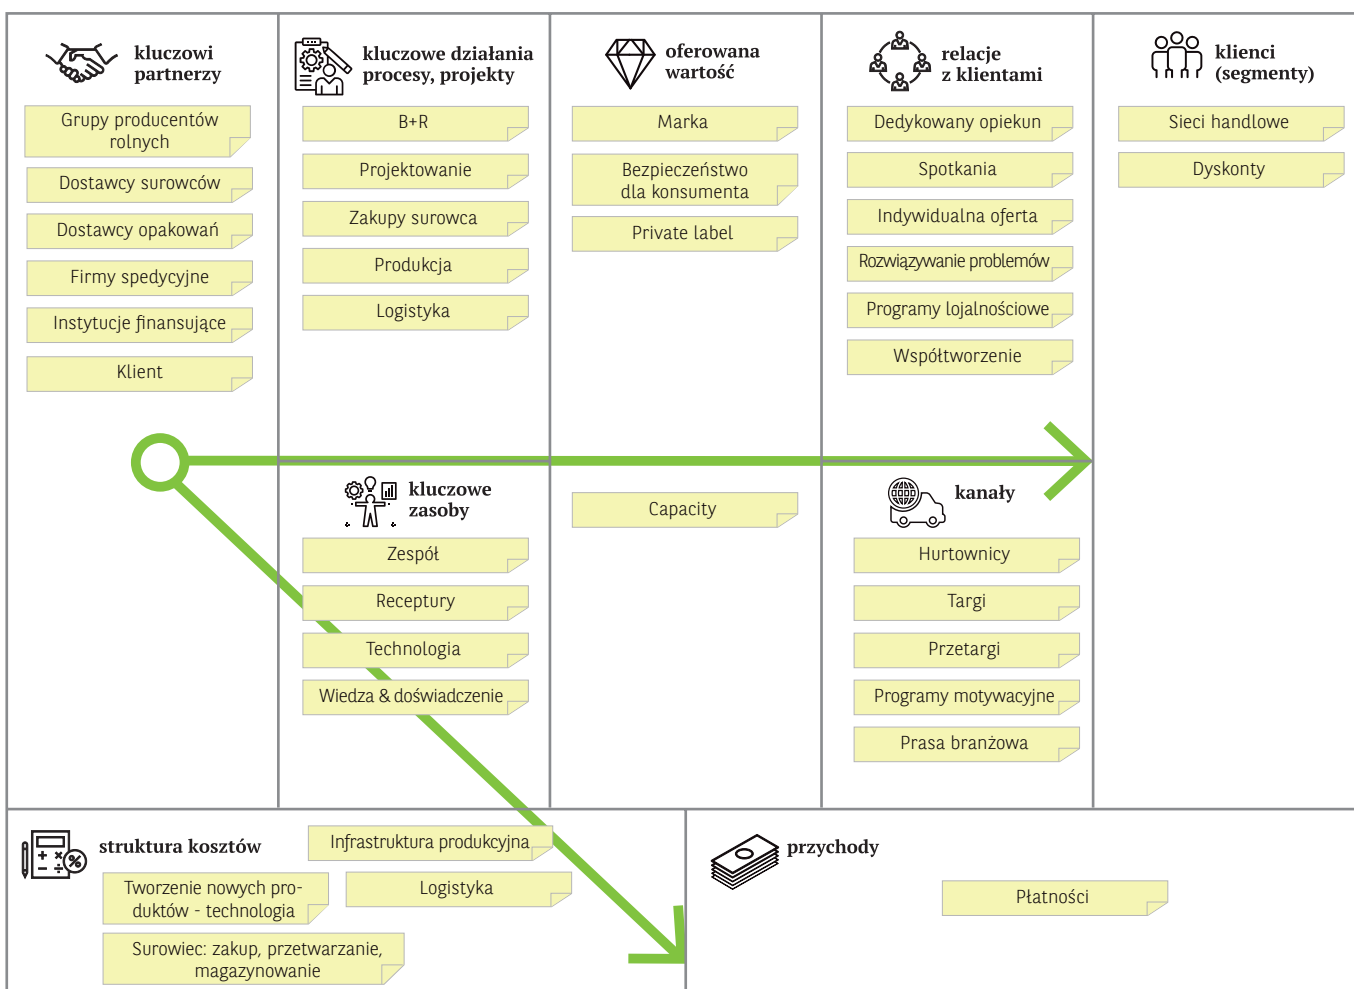 kluczowi
partnerzy
Grupy producentów
rolnych
Dostawcy surowców
Dostawcy opakowań
Firmy spedycyjne
Instytucje finansujące
Klient
kluczowe działania
procesy, projekty
B+R
Projektowanie
Zakupy surowca
Produkcja
Logistyka
kluczowe
zasoby
Zespół
Receptury
Technologia
Wiedza & doświadczenie
oferowana
wartość
Marka
Bezpieczeństwo
dla konsumenta
Private label
Capacity
relacje
z klientami
Dedykowany opiekun
Spotkania
Indywidualna oferta
Rozwiązywanie problemów
Programy lojalnościowe
Współtworzenie
kanały
Hurtownicy
Targi
Przetargi
Programy motywacyjne
Prasa branżowa
klienci
(segmenty)
Sieci handlowe
Dyskonty
struktura kosztów
Infrastruktura produkcyjna
Tworzenie nowych pro-
duktów - technologia
Logistyka
Surowiec: zakup, przetwarzanie,
magazynowanie
przychody
Płatności